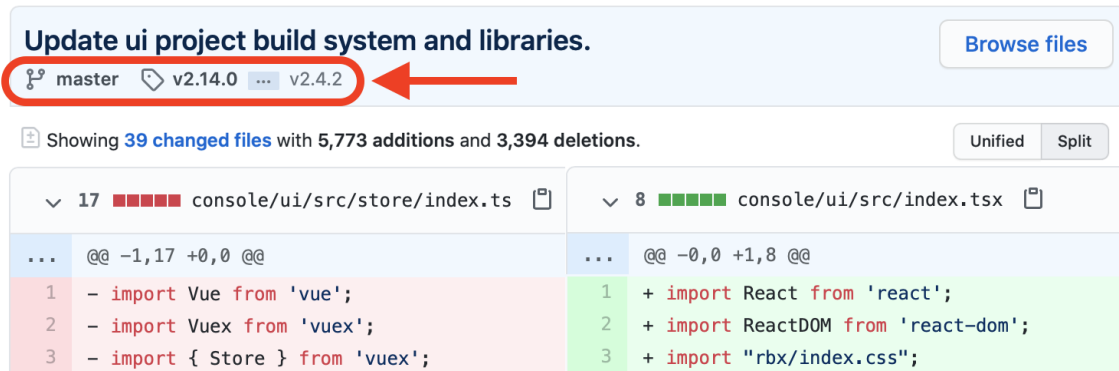 Update ui project build system and libraries.
Browse files
master v2.14.0 ... v2.4.2
Showing 39 changed files with 5,773 additions and 3,394 deletions.
Unified Split
17 console/ui/src/store/index.ts
... @@ -1,17 +0,0 @@
1 - import Vue from 'vue';
2 - import Vuex from 'vuex';
3 - import { Store } from 'vuex';
8 console/ui/src/index.tsx
... @@ -0,0 +1,8 @@
1 + import React from 'react';
2 + import ReactDOM from 'react-dom';
3 + import "rbx/index.css";